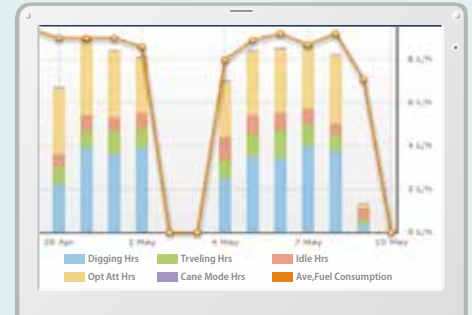 8 L/h
6 L/h
4 L/h
2 L/h
0 L/h
28 Apr 1 May 4 May 7 May 10 May
Digging Hrs Trveling Hrs Idle Hrs
Opt Att Hrs Cane Mode Hrs Ave,Fuel Consumption